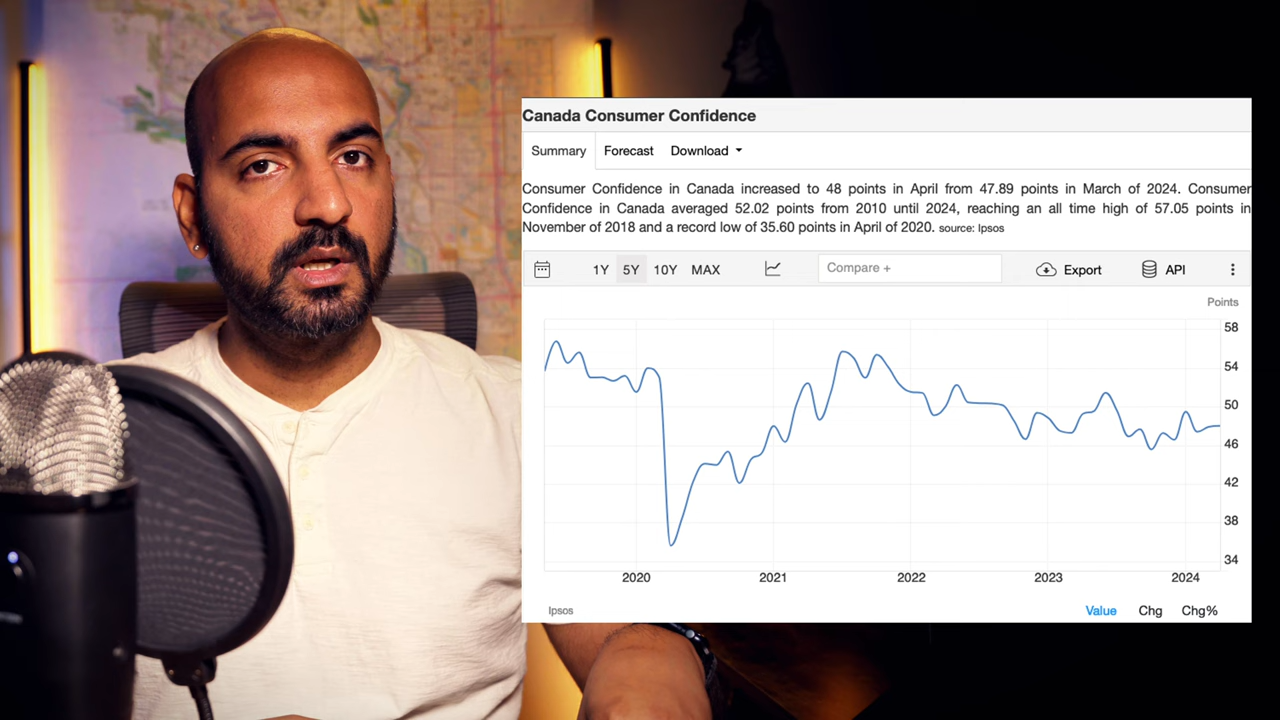 Canada Consumer Confidence
Summary Forecast Download
Consumer Confidence in Canada increased to 48 points in April from 47.89 points in March of 2024. Consumer
Confidence in Canada averaged 52.02 points from 2010 until 2024, reaching an all time high of 57.05 points in
November of 2018 and a record low of 35.60 points in April of 2020. source: Ipsos
1Y 5Y 10Y MAX Compare + Export API
Points
58
54
50
46
42
38
34
2020 2021 2022 2023 2024
Ipsos Value Chg Chg%